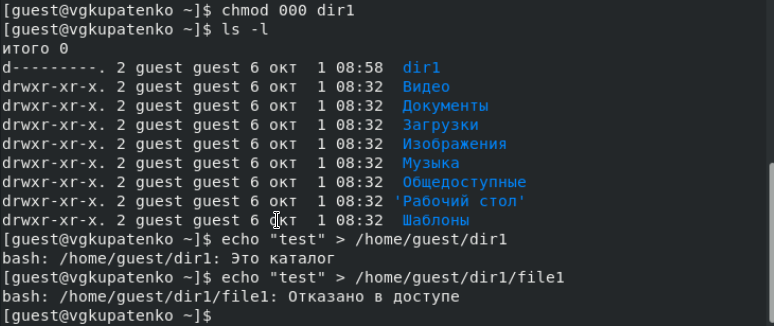 [guest@vgkupatenko ~]$ chmod 000 dir1
[guest@vgkupatenko ~]$ ls -l
итого 0
d---------. 2 guest guest 6 окт  1 08:58  dir1
drwxr-xr-x. 2 guest guest 6 окт  1 08:32  Видео
drwxr-xr-x. 2 guest guest 6 окт  1 08:32  Документы
drwxr-xr-x. 2 guest guest 6 окт  1 08:32  Загрузки
drwxr-xr-x. 2 guest guest 6 окт  1 08:32  Изображения
drwxr-xr-x. 2 guest guest 6 окт  1 08:32  Музыка
drwxr-xr-x. 2 guest guest 6 окт  1 08:32  Общедоступные
drwxr-xr-x. 2 guest guest 6 окт  1 08:32 'Рабочий стол'
drwxr-xr-x. 2 guest guest 6 окт  1 08:32  Шаблоны
[guest@vgkupatenko ~]$ echo "test" > /home/guest/dir1
bash: /home/guest/dir1: Это каталог
[guest@vgkupatenko ~]$ echo "test" > /home/guest/dir1/file1
bash: /home/guest/dir1/file1: Отказано в доступе
[guest@vgkupatenko ~]$